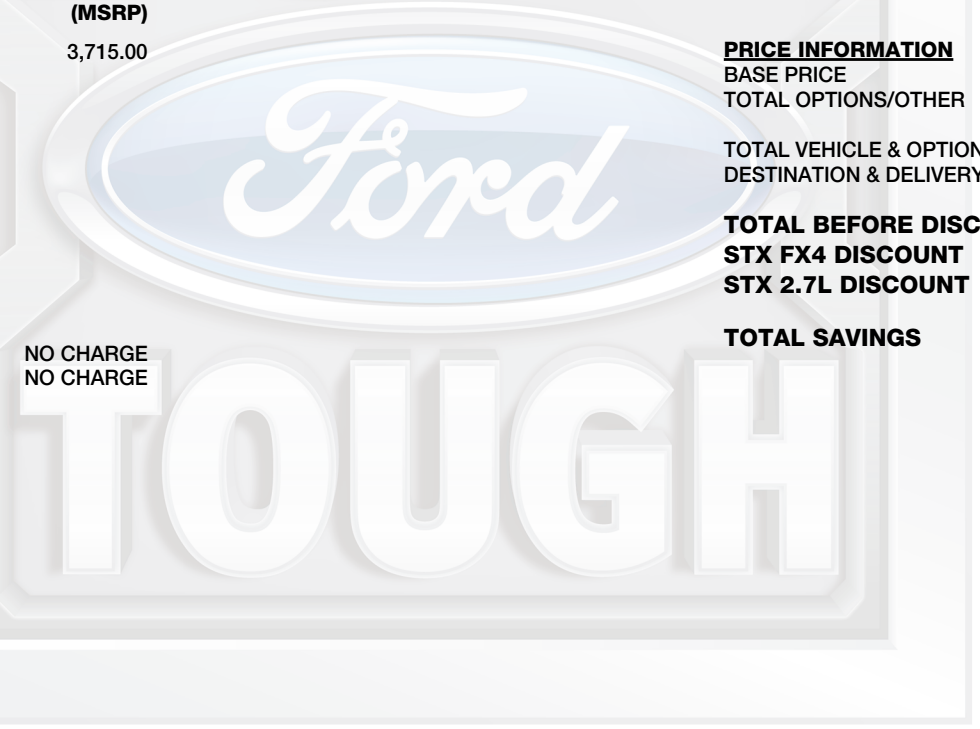 (MSRP)
3,715.00
NO CHARGE
NO CHARGE
PRICE INFORMATION
BASE PRICE
TOTAL OPTIONS/OTHER
TOTAL VEHICLE & OPTION
DESTINATION & DELIVERY
TOTAL BEFORE DISC
STX FX4 DISCOUNT
STX 2.7L DISCOUNT
TOTAL SAVINGS
Ford
TOUGH